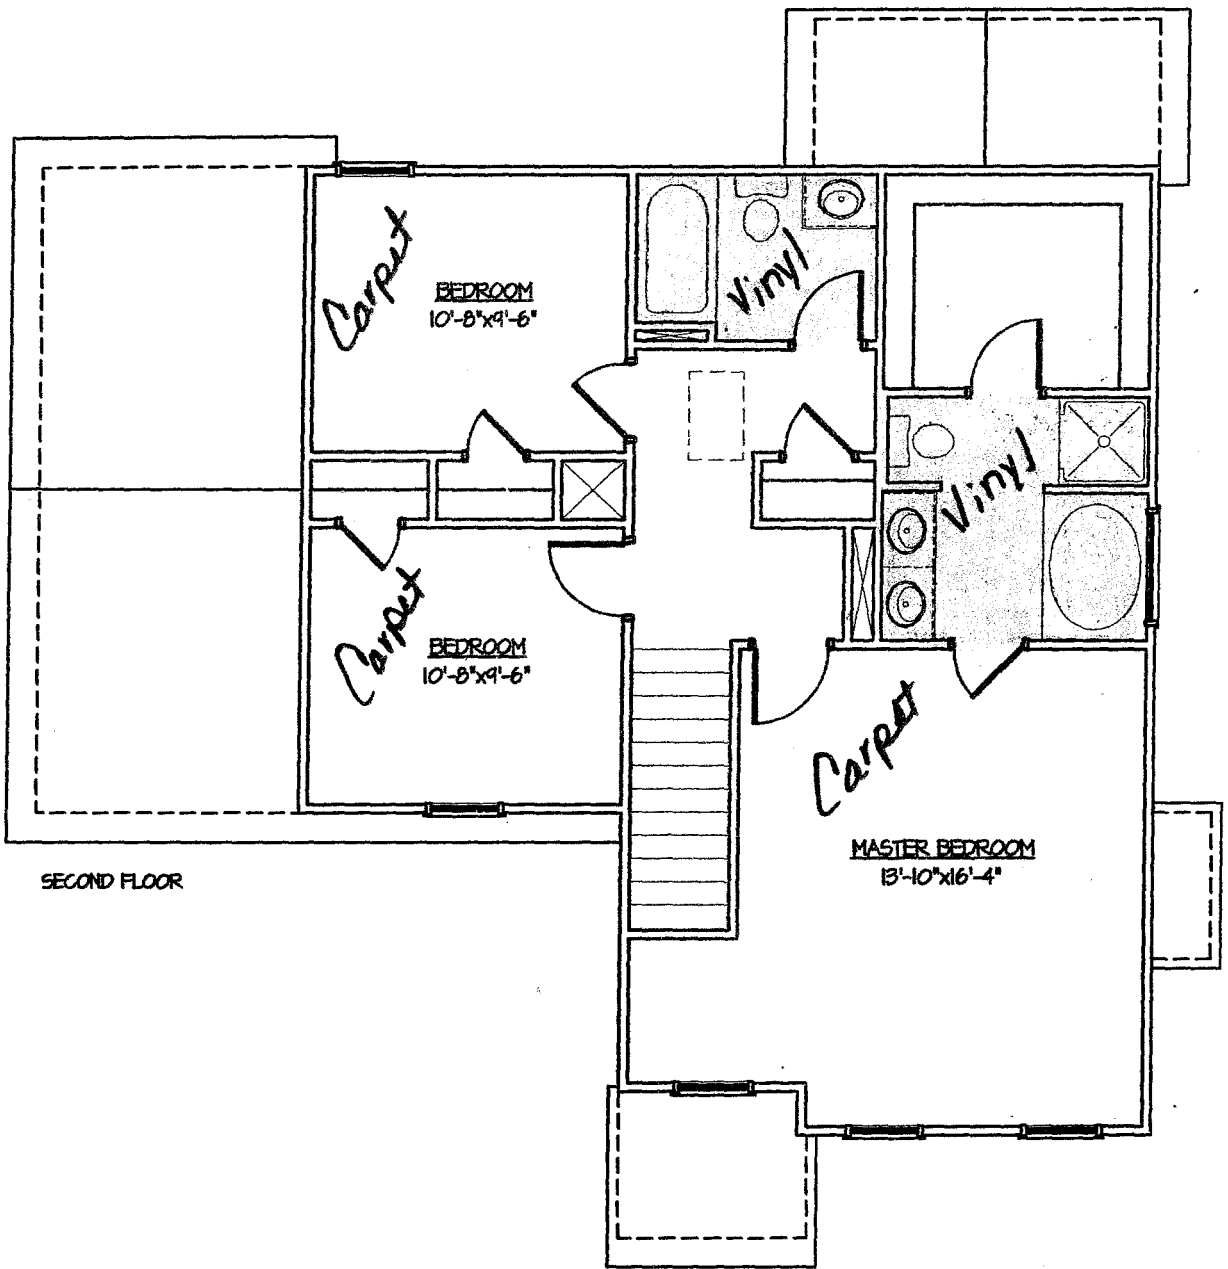 Carpet
BEDROOM
10'-8"x9'-6"
Vinyl
Vinyl
Carpet
BEDROOM
10'-8"x9'-6"
Carpet
MASTER BEDROOM
13'-10"x16'-4"
SECOND FLOOR